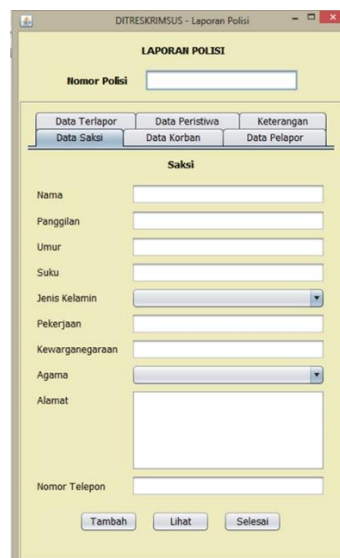 DITRESKRIMSUS - Laporan Polisi
LAPORAN POLISI
Nomor Polisi
Data Terlapor Data Peristiwa Keterangan
Data Saksi Data Korban Data Pelapor
Saksi
Nama
Panggilan
Umur
Suku
Jenis Kelamin
Pekerjaan
Kewarganegaraan
Agama
Alamat
Nomor Telepon
Tambah Lihat Selesai